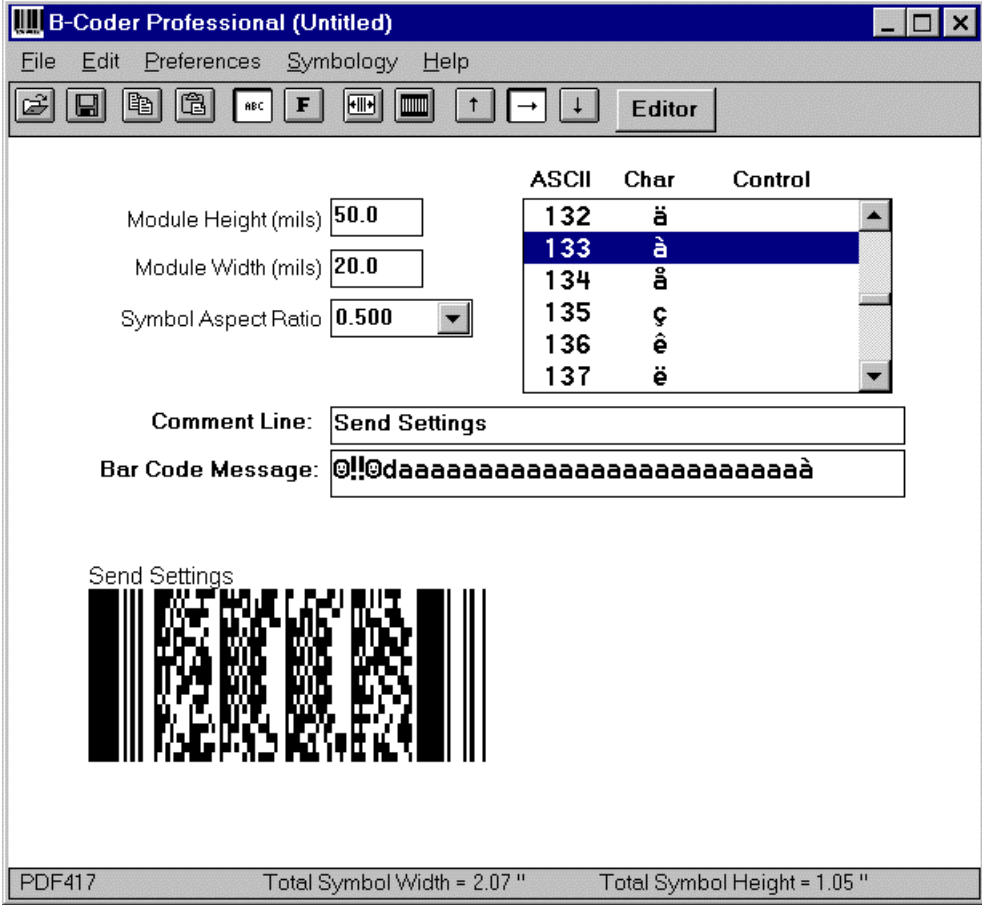 B-Coder Professional (Untitled)
File Edit Preferences Symbology Help
ABC F Editor
ASCII Char Control
132 ä
133 à
134 å
135 ç
136 ê
137 ë
Module Height (mils) 50.0
Module Width (mils) 20.0
Symbol Aspect Ratio 0.500
Comment Line: Send Settings
Bar Code Message: ☺‼☺daaaaaaaaaaaaaaaaaaaaaaaaaà
Send Settings
PDF417 Total Symbol Width = 2.07 " Total Symbol Height = 1.05 "